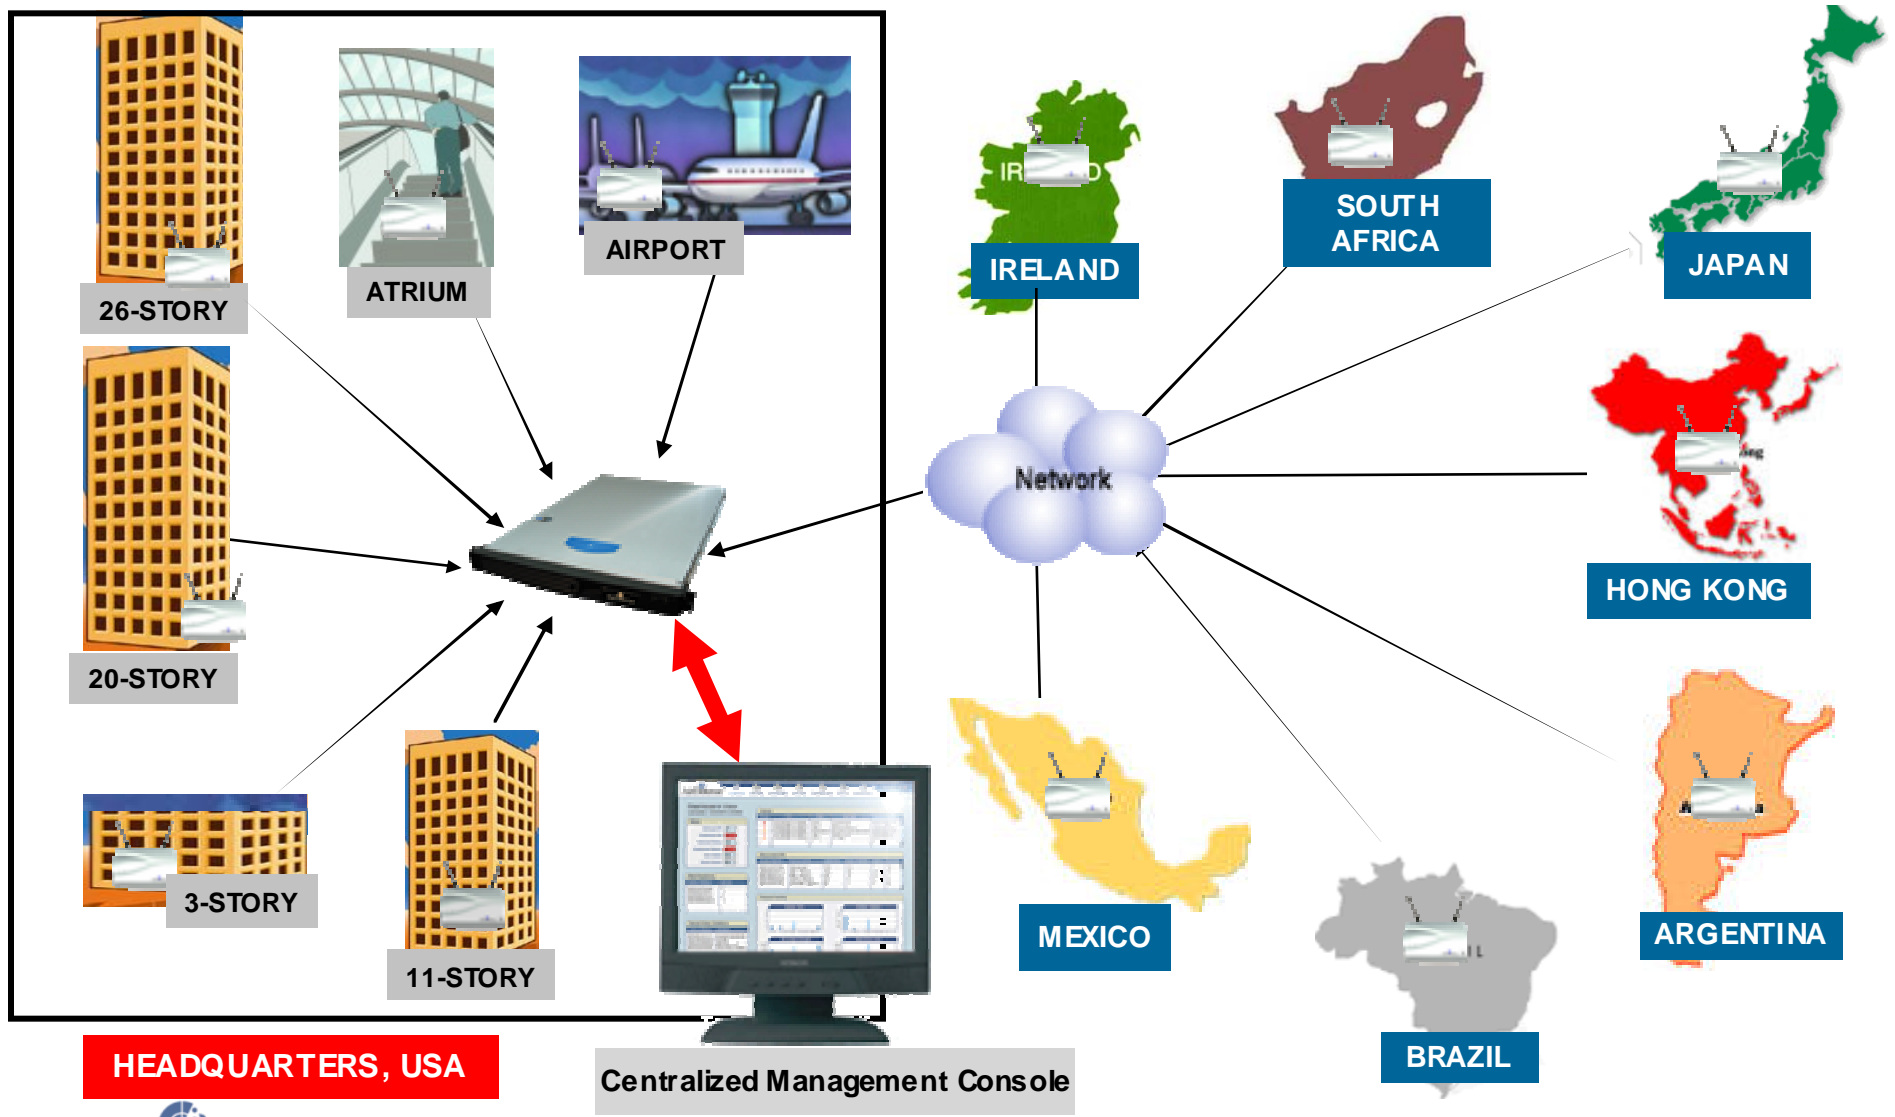 26-STORY
ATRIUM
AIRPORT
IRELAND
SOUTH
AFRICA
JAPAN
Network
HONG KONG
20-STORY
3-STORY
11-STORY
MEXICO
ARGENTINA
BRAZIL
HEADQUARTERS, USA
Centralized Management Console